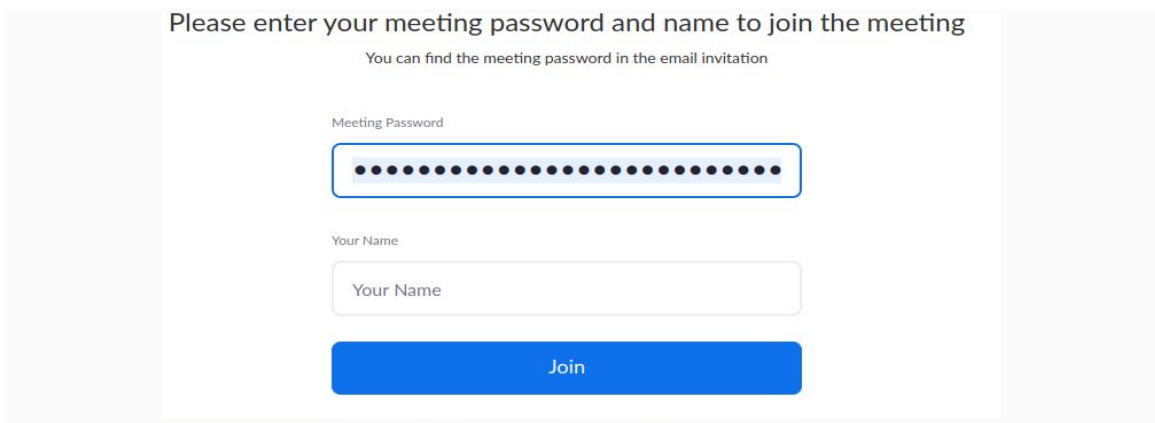 Please enter your meeting password and name to join the meeting
You can find the meeting password in the email invitation
Meeting Password
•••••••••••••••••••••••••••
Your Name
Your Name
Join